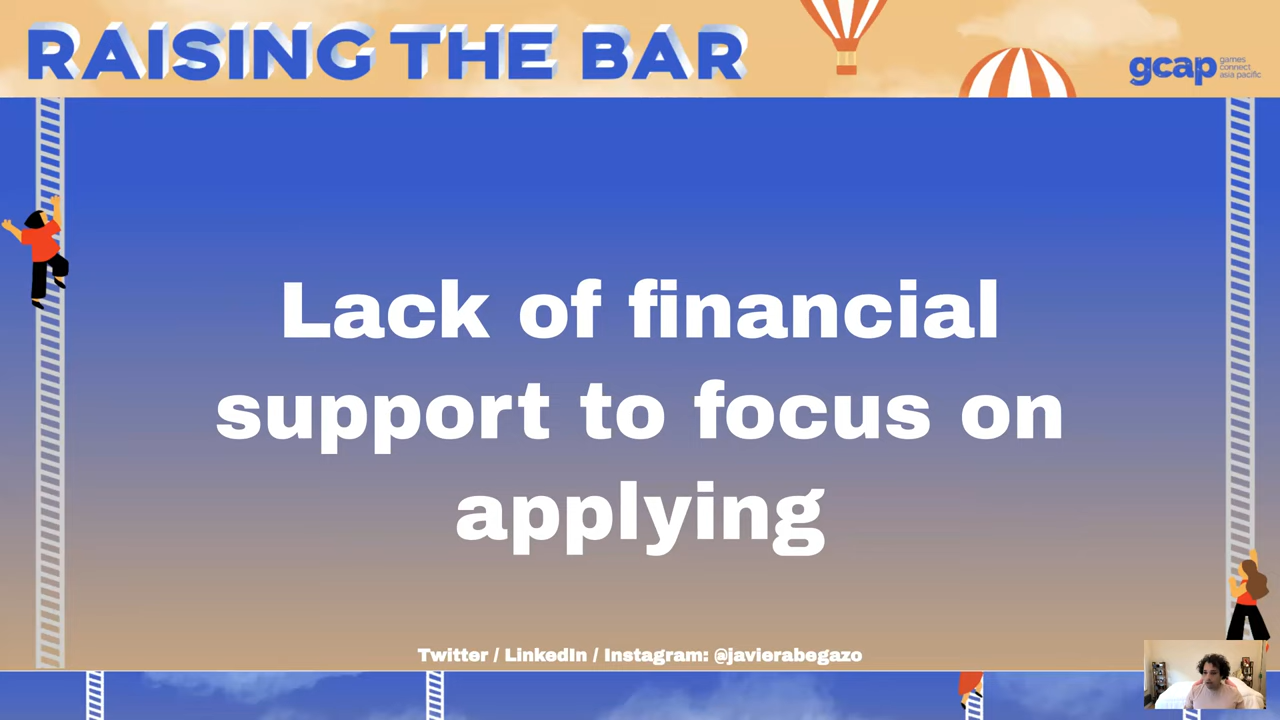 RAISING THE BAR
gcap games
connect
asia pacific
Lack of financial
support to focus on
applying
Twitter / LinkedIn / Instagram: @javierabegazo